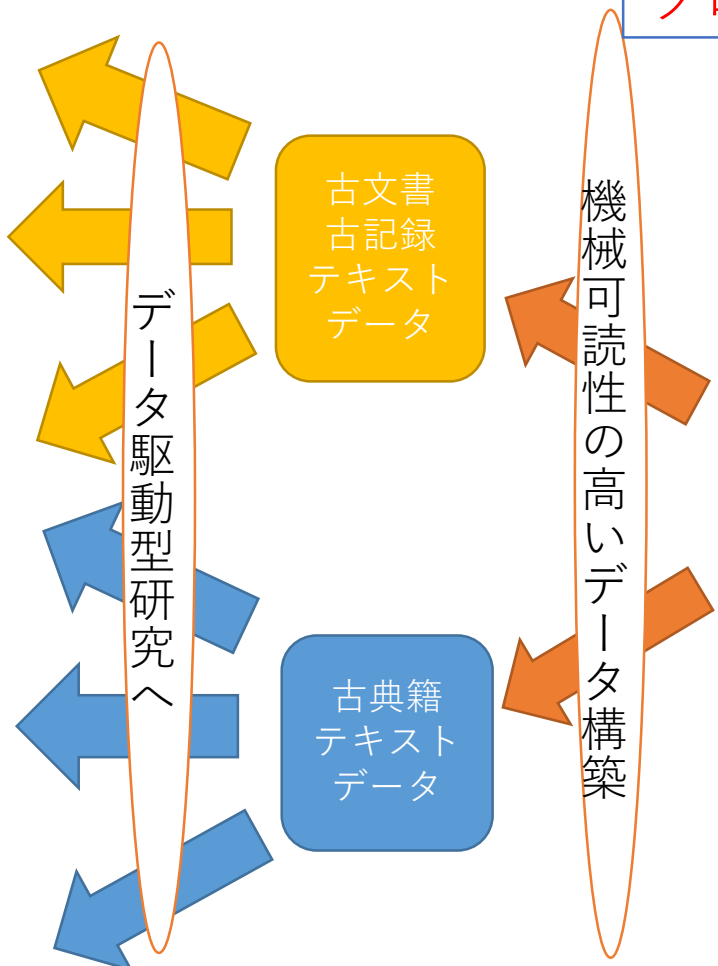 機械可読性の高いデータ構築
古文書
古記録
テキスト
データ
古典籍
テキスト
データ
データ駆動型研究へ